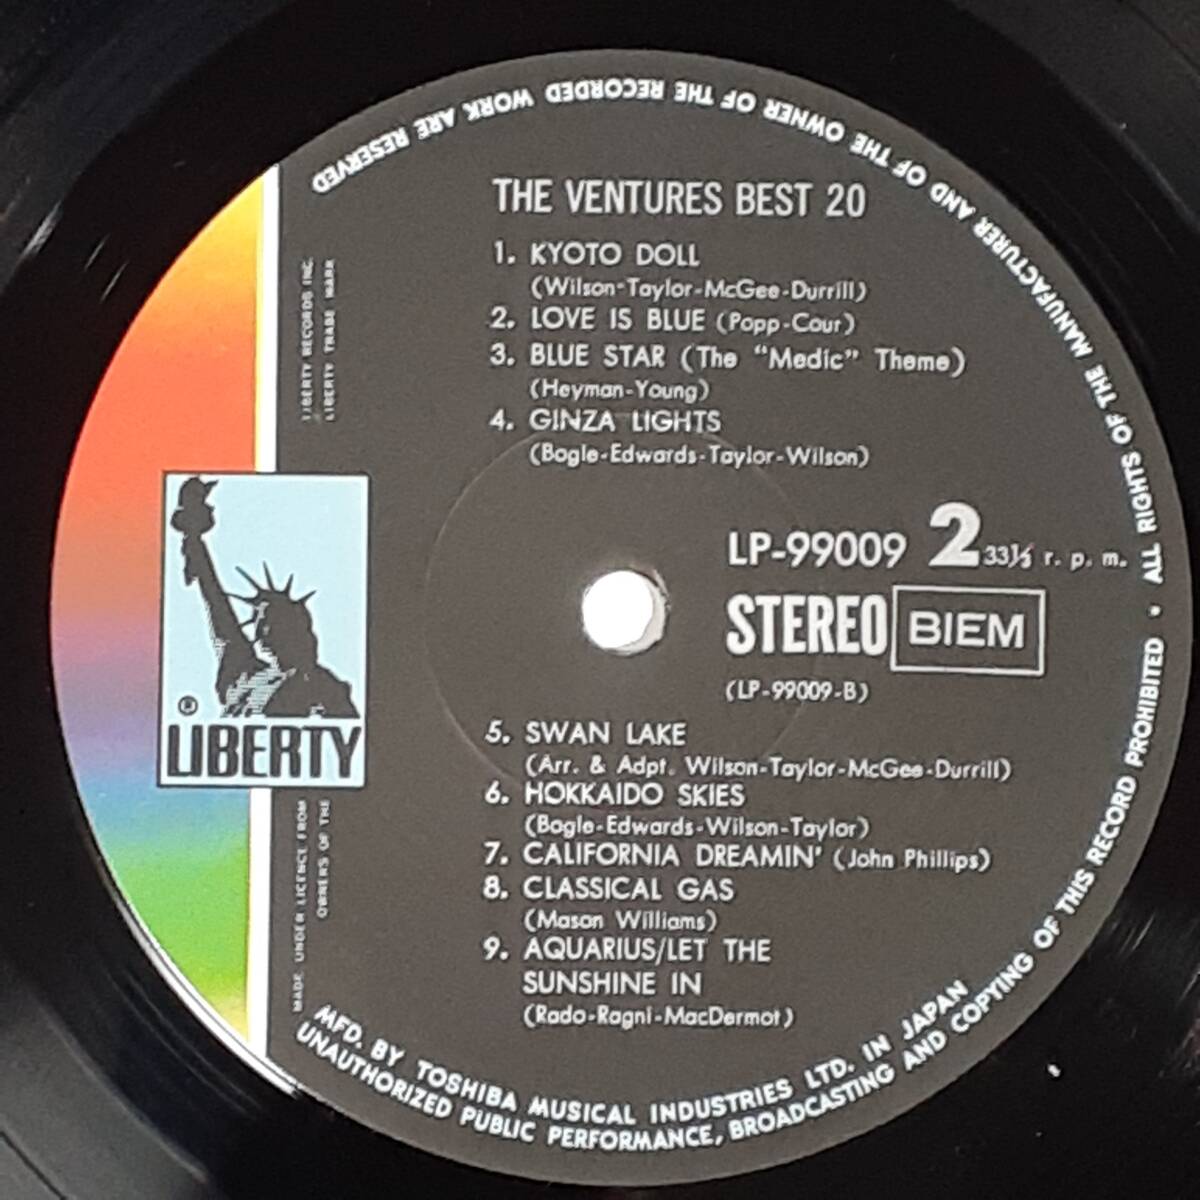 THE VENTURES BEST 20
1. KYOTO DOLL
(Wilson-Taylor-McGee-Durrill)
2. LOVE IS BLUE (Popp-Cour)
3. BLUE STAR (The "Medic" Theme)
(Heyman-Young)
4. GINZA LIGHTS
(Bogle-Edwards-Taylor-Wilson)
LP-99009 2 33⅓ r. p. m.
STEREO BIEM
(LP-99009-B)
5. SWAN LAKE
(Arr. & Adpt. Wilson-Taylor-McGee-Durrill)
6. HOKKAIDO SKIES
(Bogle-Edwards-Wilson-Taylor)
7. CALIFORNIA DREAMIN' (John Phillips)
8. CLASSICAL GAS
(Mason Williams)
9. AQUARIUS/LET THE
SUNSHINE IN
(Rado-Ragni-MacDermot)
LIBERTY RECORDS INC.
LIBERTY TRADE MARK
®
LIBERTY
MADE UNDER LICENCE FROM
OWNERS OF THE
MFD. BY TOSHIBA MUSICAL INDUSTRIES LTD. IN JAPAN
UNAUTHORIZED PUBLIC PERFORMANCE, BROADCASTING AND COPYING OF THIS RECORD PROHIBITED • ALL RIGHTS OF THE MANUFACTURER AND OF THE OWNER OF THE RECORDED WORK ARE RESERVED